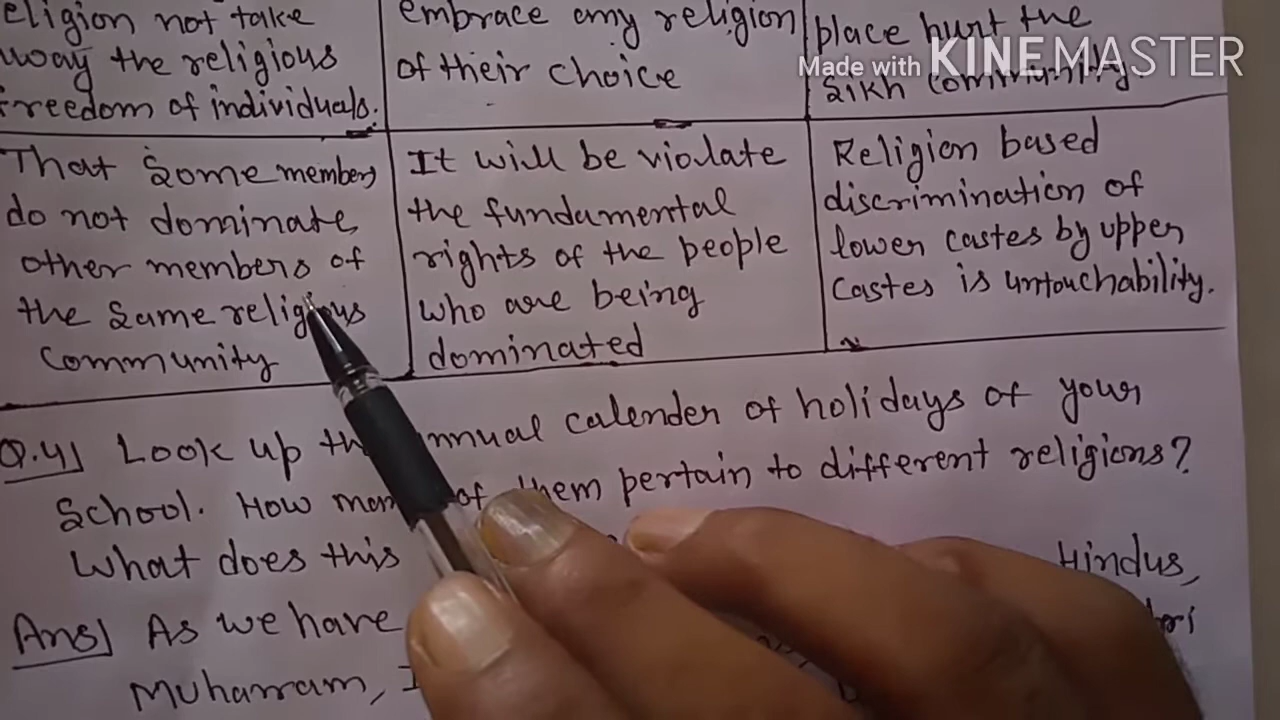 eligion not take
way the religious
freedom of individuals.
embrace any religion
of their choice
place hurt the
Sikh community.
Made with KINEMASTER
That Some members
do not dominate
other members of
the Same religious
Community
It will be violate
the fundamental
rights of the people
who are being
dominated
Religion based
discrimination of
lower castes by upper
castes is untouchability.
Q.4) Look up the annual calender of holidays of your
School. How many of them pertain to different religions?
What does this
Hindus,
Ans) As we have
Muharram,